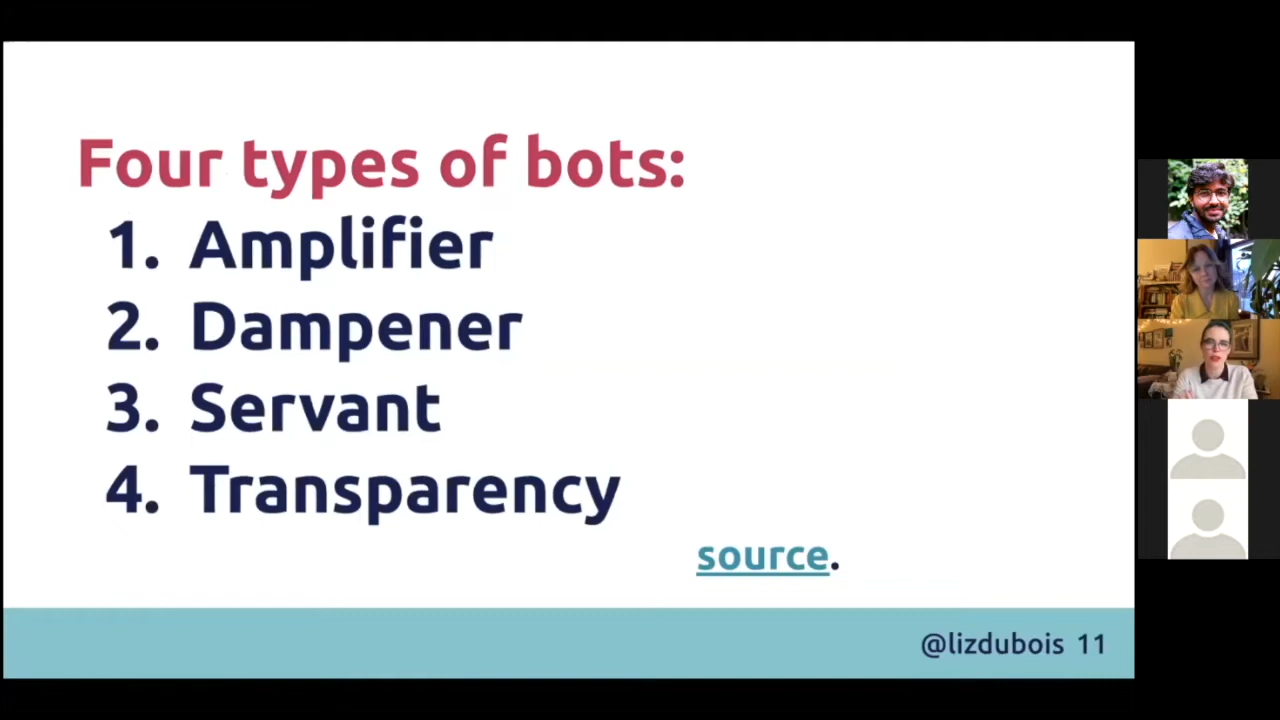 Four types of bots:
1. Amplifier
2. Dampener
3. Servant
4. Transparency
source.
@lizdubois 11